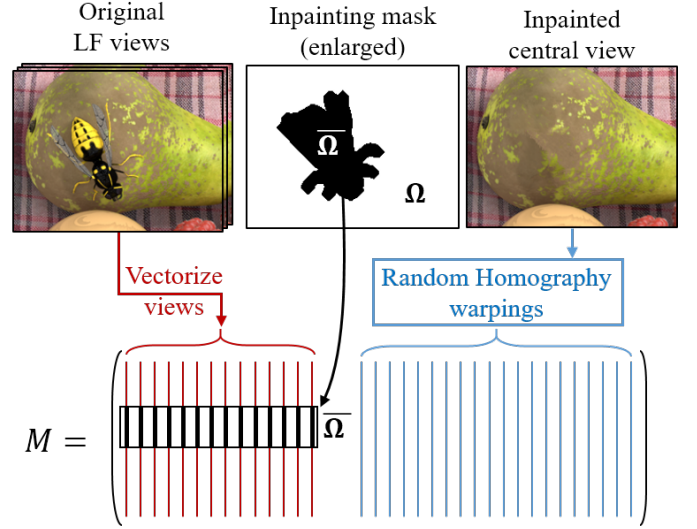 Original
LF views
Inpainting mask
(enlarged)
Inpainted
central view
Ω̅
Ω
Vectorize
views
Random Homography
warpings
Ω̅
M =